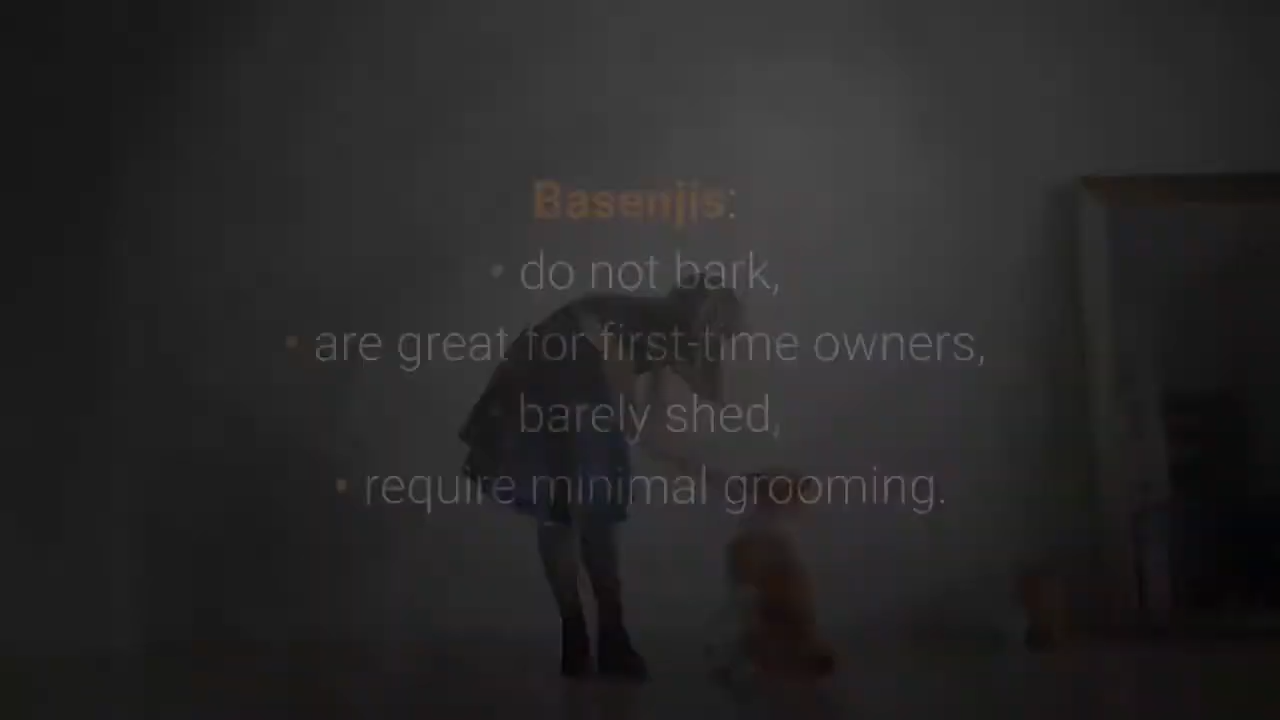 Basenjis:
• do not bark,
• are great for first-time owners,
• barely shed,
• require minimal grooming.